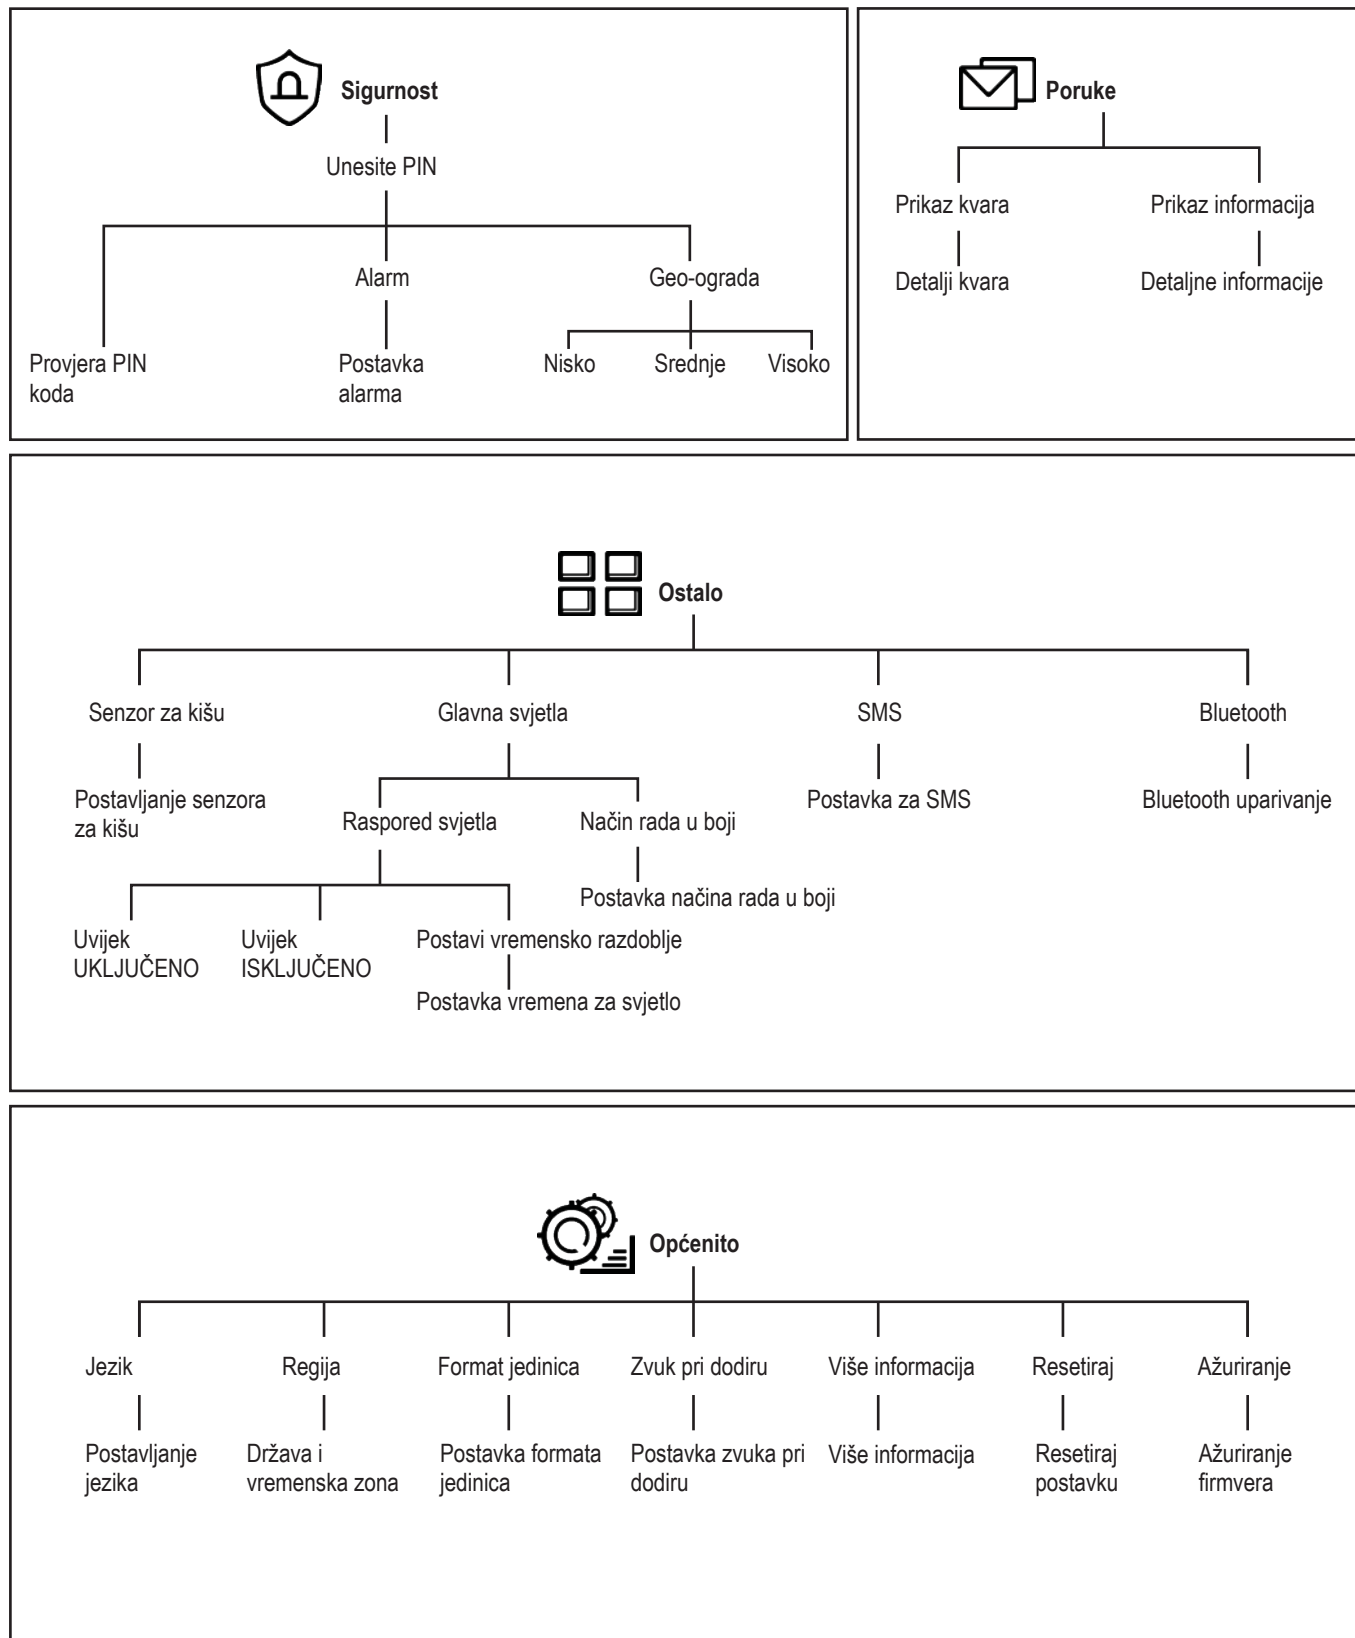 Sigurnost
Unesite PIN
Alarm
Geo-ograda
Provjera PIN
koda
Postavka
alarma
Nisko
Srednje
Visoko
Poruke
Prikaz kvara
Prikaz informacija
Detalji kvara
Detaljne informacije
Ostalo
Senzor za kišu
Glavna svjetla
SMS
Bluetooth
Postavljanje senzora
za kišu
Raspored svjetla
Način rada u boji
Postavka za SMS
Bluetooth uparivanje
Postavka načina rada u boji
Uvijek
UKLJUČENO
Uvijek
ISKLJUČENO
Postavi vremensko razdoblje
Postavka vremena za svjetlo
Općenito
Jezik
Regija
Format jedinica
Zvuk pri dodiru
Više informacija
Resetiraj
Ažuriranje
Postavljanje
jezika
Država i
vremenska zona
Postavka formata
jedinica
Postavka zvuka pri
dodiru
Više informacija
Resetiraj
postavku
Ažuriranje
firmvera